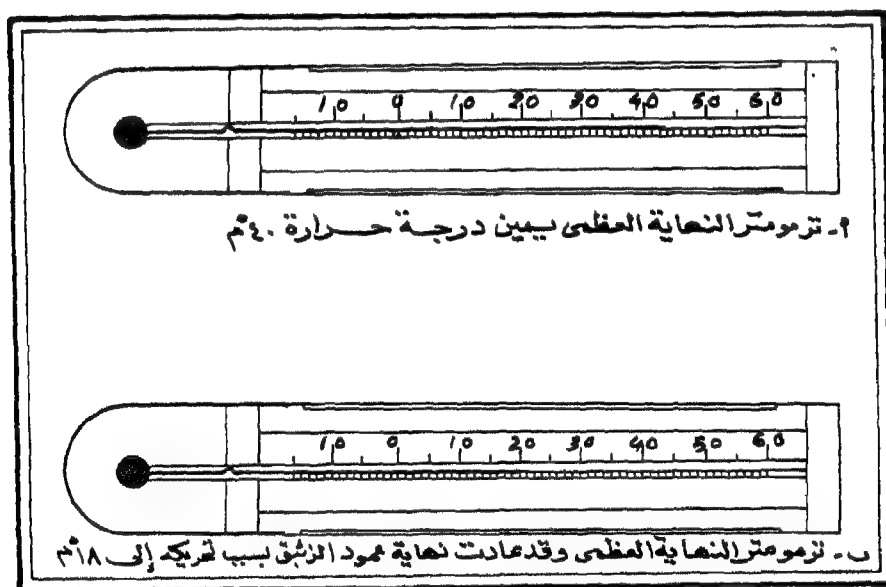 10 0 10 20 30 40 50 60
أ- ترمومتر النهاية العظمى يبين درجة حرارة ٤٠°م
10 0 10 20 30 40 50 60
ب- ترمومتر النهاية العظمى وقد عادت نهاية عمود الزئبق بسبب تحريكه إلى ١٨°م